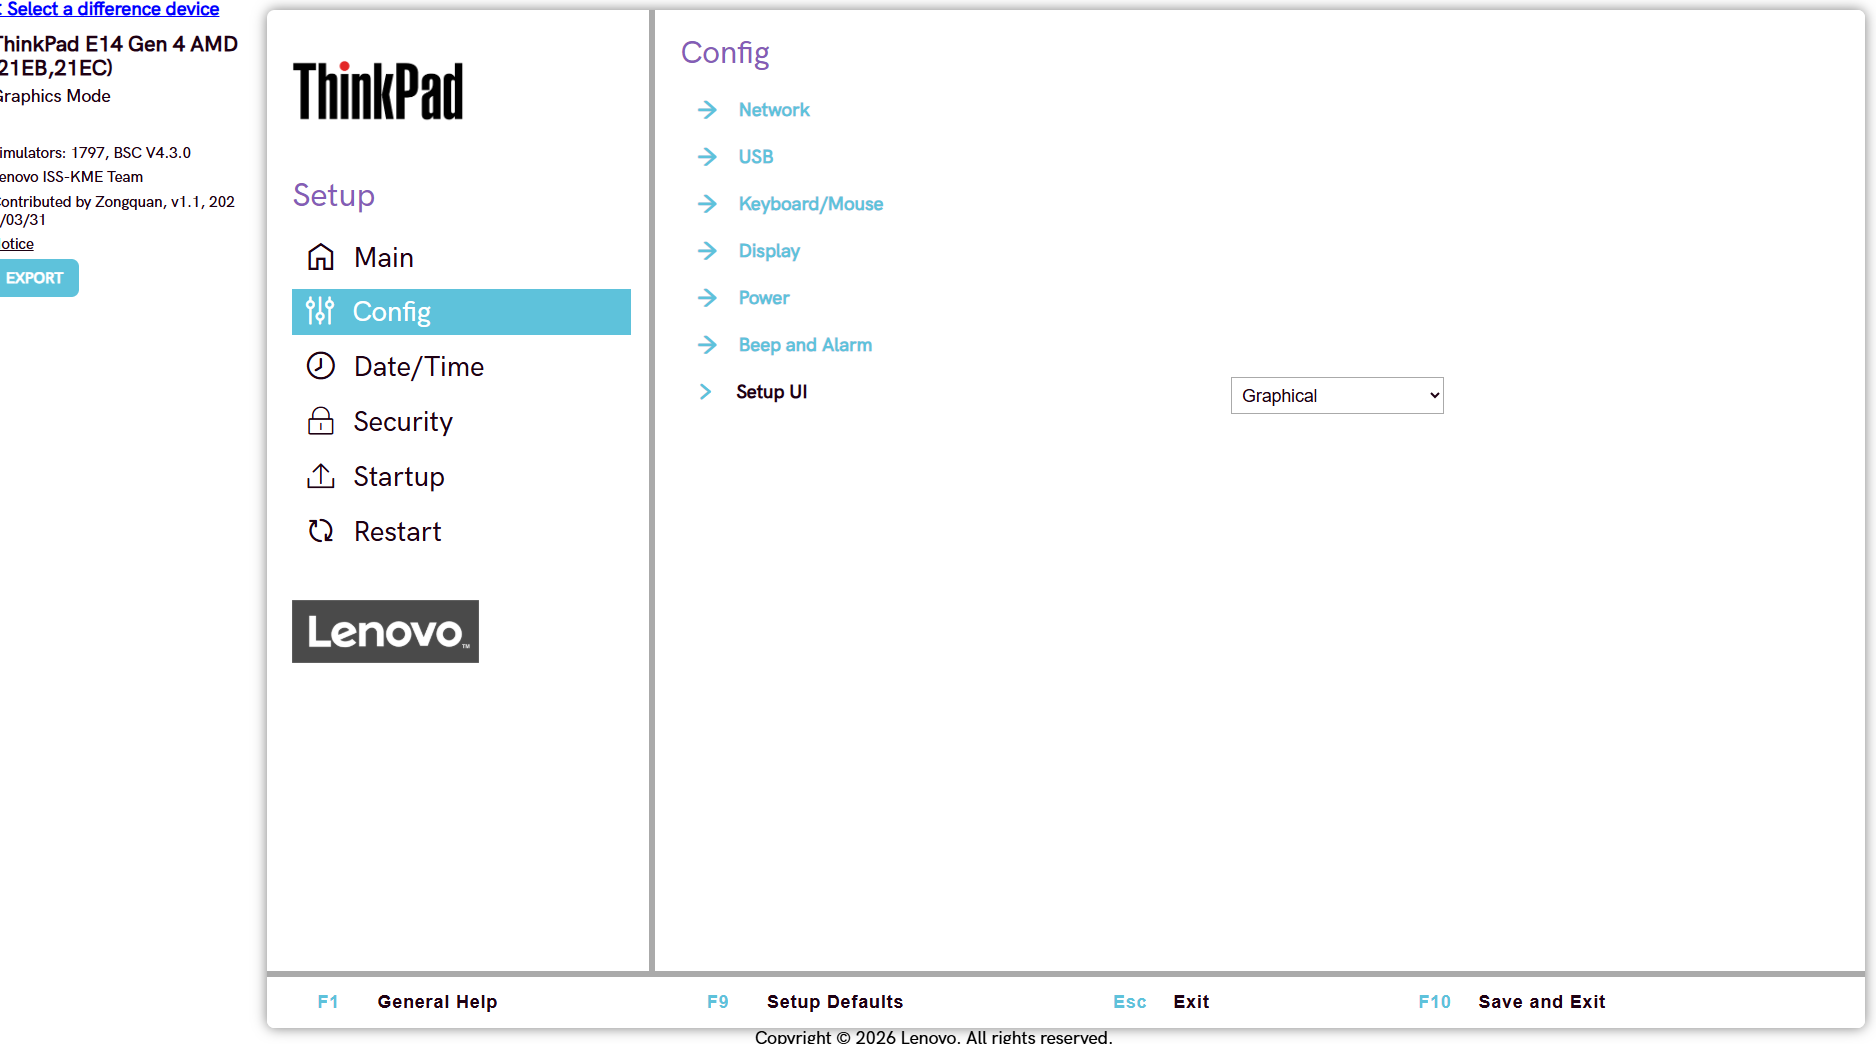 Select a difference device
ThinkPad E14 Gen 4 AMD
21EB,21EC)
Graphics Mode
imulators: 1797, BSC V4.3.0
enovo ISS-KME Team
ontributed by Zongquan, v1.1, 202
/03/31
otice
EXPORT
ThinkPad
Setup
Main
Config
Date/Time
Security
Startup
Restart
Lenovo™
Config
Network
USB
Keyboard/Mouse
Display
Power
Beep and Alarm
Setup UI Graphical
F1 General Help F9 Setup Defaults Esc Exit F10 Save and Exit
Copyright © 2026 Lenovo. All rights reserved.